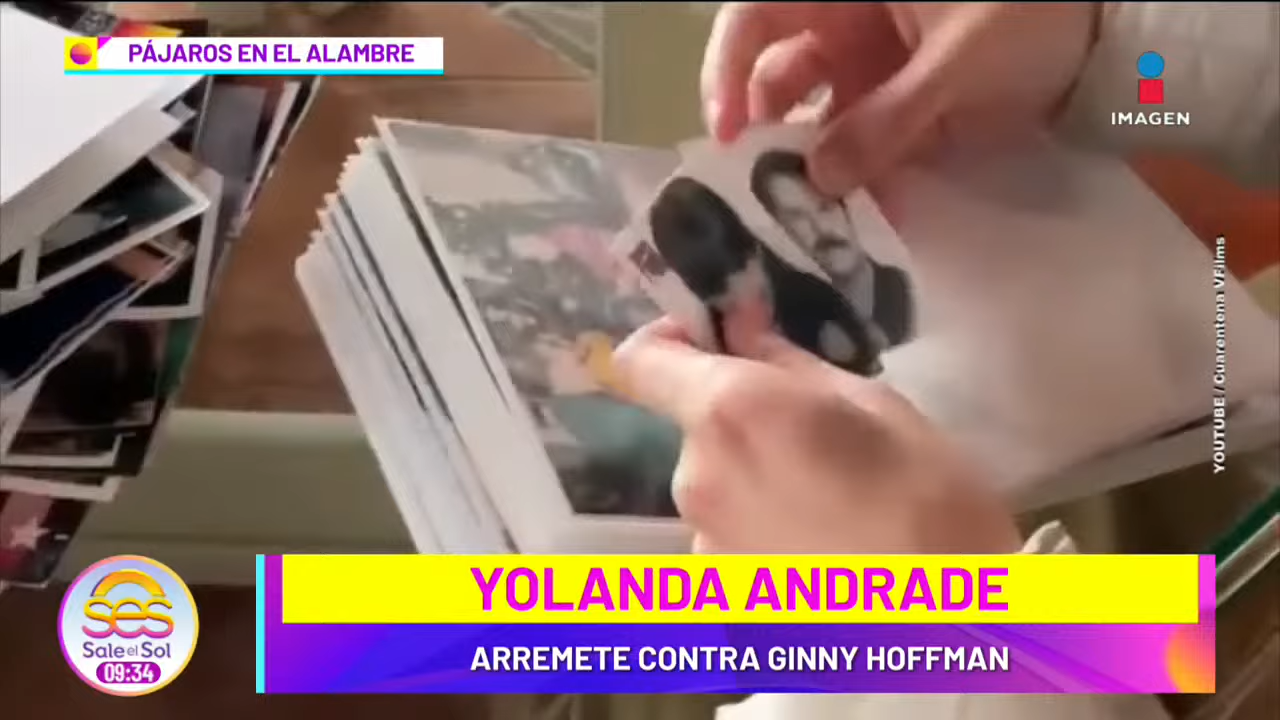 PÁJAROS EN EL ALAMBRE
IMAGEN
YOUTUBE / Cuarentena VFilms
YOLANDA ANDRADE
ARREMETE CONTRA GINNY HOFFMAN
ses
Sale el Sol
09:34